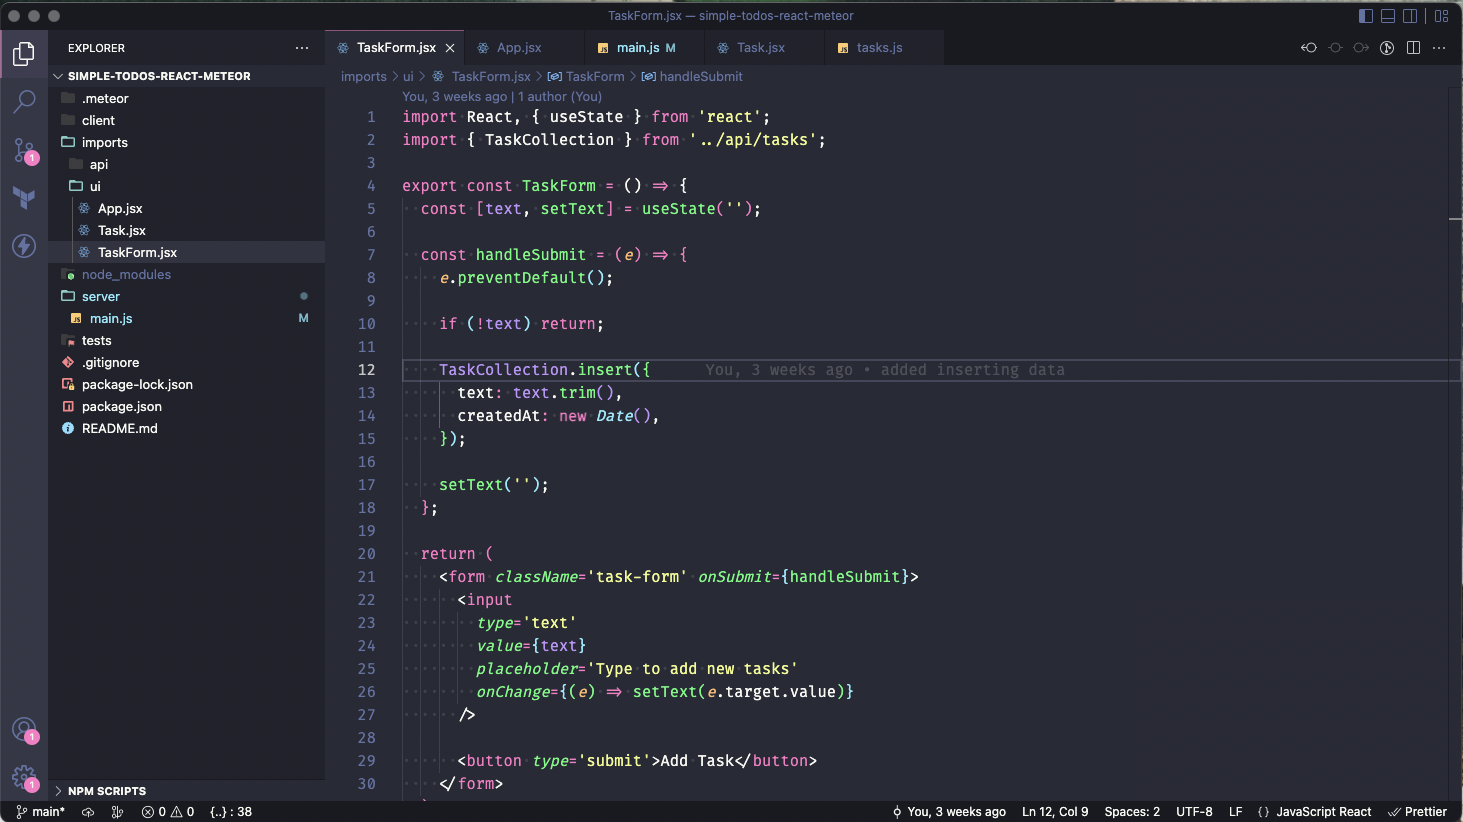 TaskForm.jsx — simple-todos-react-meteor
EXPLORER
SIMPLE-TODOS-REACT-METEOR
.meteor
client
imports
api
ui
App.jsx
Task.jsx
TaskForm.jsx
node_modules
server
main.js M
tests
.gitignore
package-lock.json
package.json
README.md
NPM SCRIPTS
1
1
1
TaskForm.jsx App.jsx main.js M Task.jsx tasks.js
imports > ui > TaskForm.jsx > TaskForm > handleSubmit
You, 3 weeks ago | 1 author (You)
1 import React, { useState } from 'react';
2 import { TaskCollection } from '../api/tasks';
3
4 export const TaskForm = () => {
5 const [text, setText] = useState('');
6
7 const handleSubmit = (e) => {
8 e.preventDefault();
9
10 if (!text) return;
11
12 TaskCollection.insert({ You, 3 weeks ago • added inserting data
13 text: text.trim(),
14 createdAt: new Date(),
15 });
16
17 setText('');
18 };
19
20 return (
21 <form className='task-form' onSubmit={handleSubmit}>
22 <input
23 type='text'
24 value={text}
25 placeholder='Type to add new tasks'
26 onChange={(e) => setText(e.target.value)}
27 />
28
29 <button type='submit'>Add Task</button>
30 </form>
main* 0 0 {..} : 38 You, 3 weeks ago Ln 12, Col 9 Spaces: 2 UTF-8 LF {} JavaScript React Prettier